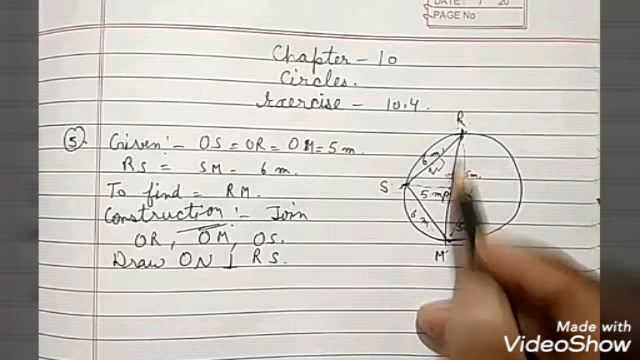 DATE: / 20
PAGE No
Chapter - 10
Circles.
Exercise - 10.4.
(5) Given:- OS = OR = OM = 5 m.
RS = SM - 6 m.
To find = RM.
Construction:- Join
OR, OM, OS.
Draw ON ⊥ RS.
R
6 m
N
5m.
S
5 m
6 M
M
Made with
VideoShow